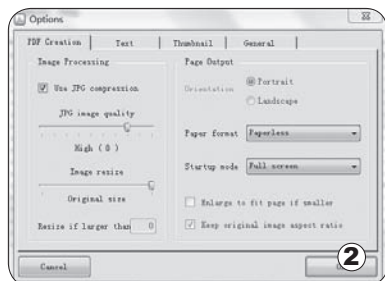 Options
PDF Creation
Text
Thumbnail
General
Image Processing
Use JPG compression
JPG image quality
High ( 0 )
Image resize
Original size
Resize if larger than
0
Page Output
Orientation
Portrait
Landscape
Paper format
Paperless
Startup mode
Full screen
Enlarge to fit page if smaller
Keep original image aspect ratio
Cancel
2